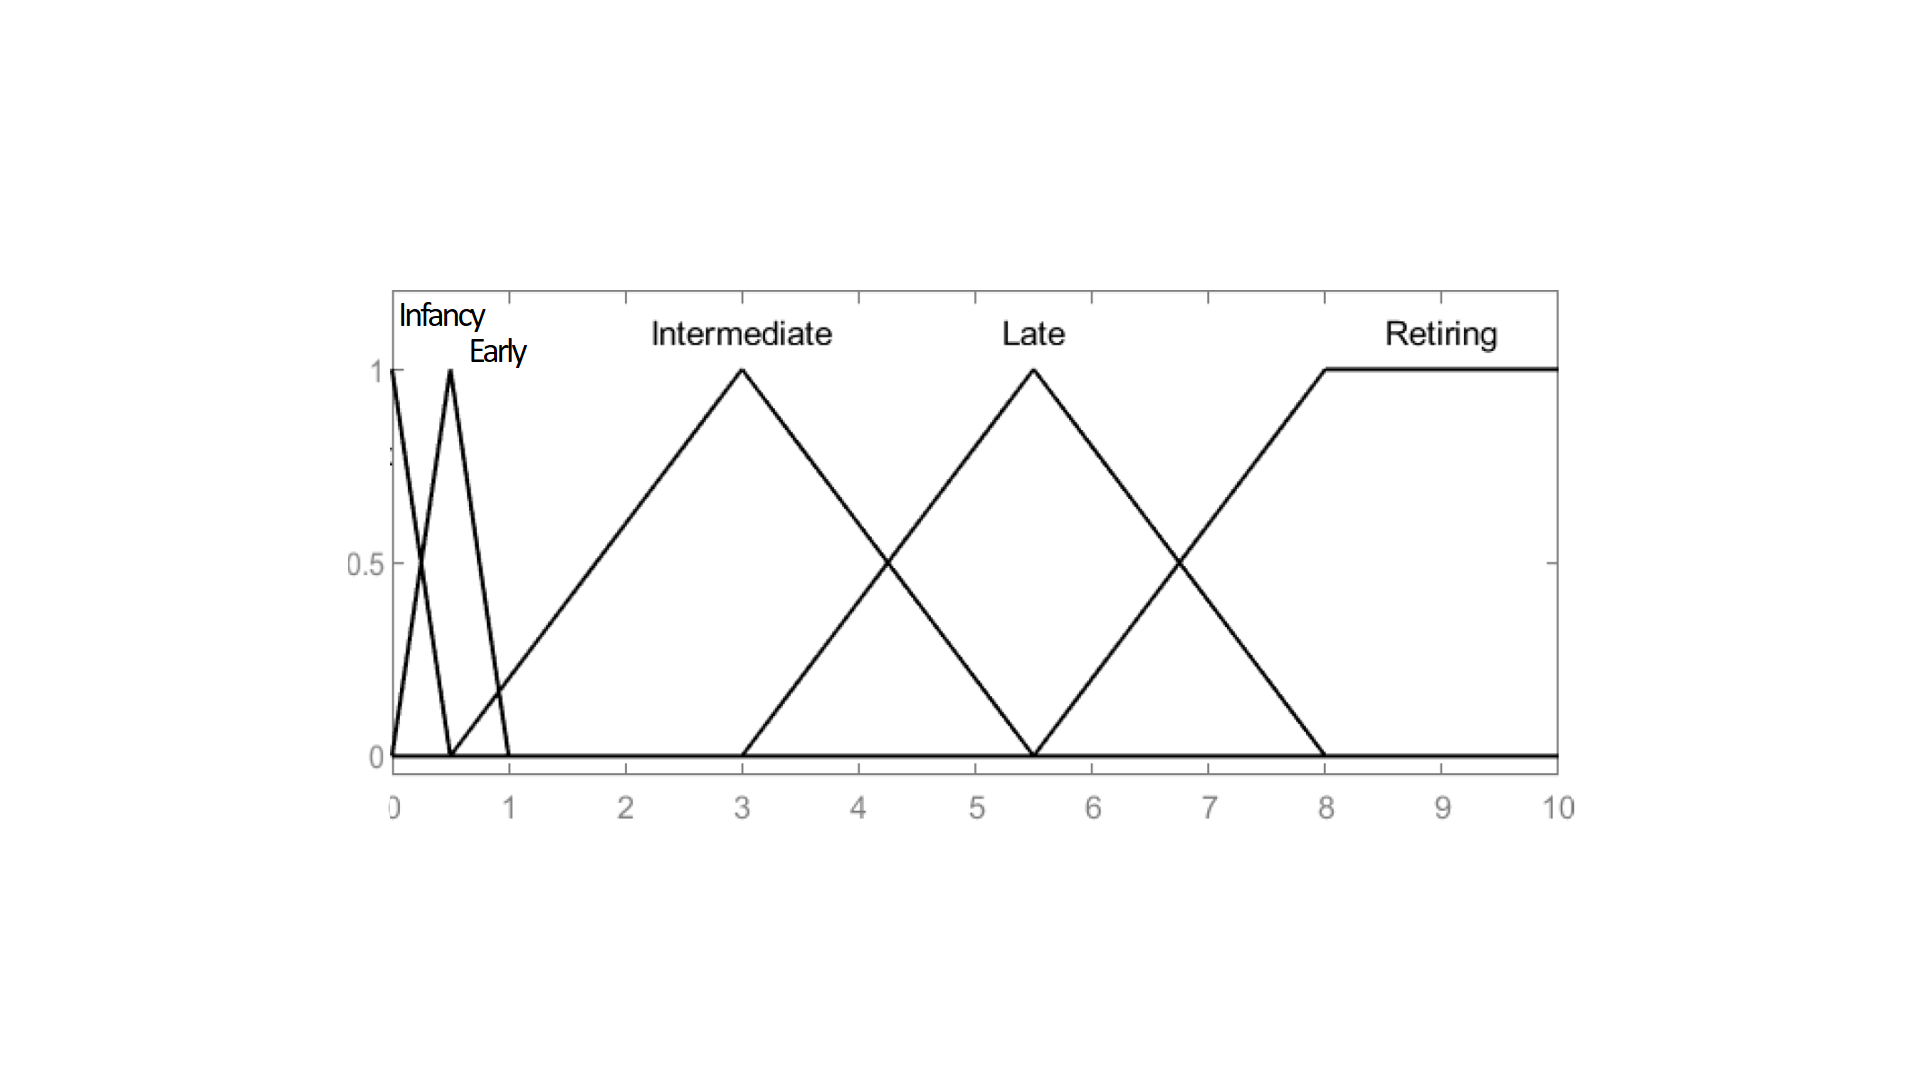 Infancy
Early
Intermediate
Late
Retiring
1
0.5
0
0 1 2 3 4 5 6 7 8 9 10